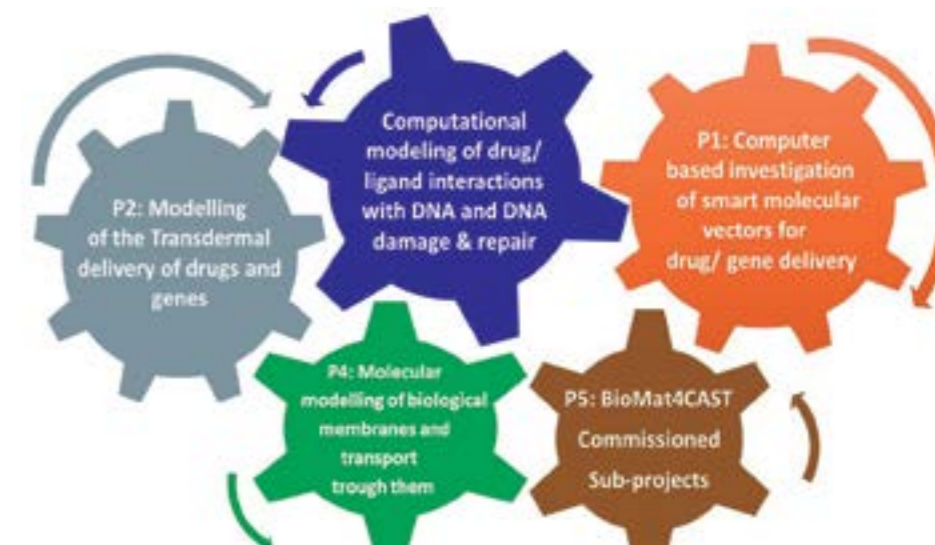 Computational
modeling of drug/
ligand interactions
with DNA and DNA
damage & repair
P1: Computer
based investigation
of smart molecular
vectors for
drug/ gene delivery
P2: Modelling
of the Transdermal
delivery of drugs and
genes
P4: Molecular
modelling of biological
membranes and
transport
trough them
P5: BioMat4CAST
Commissioned
Sub-projects